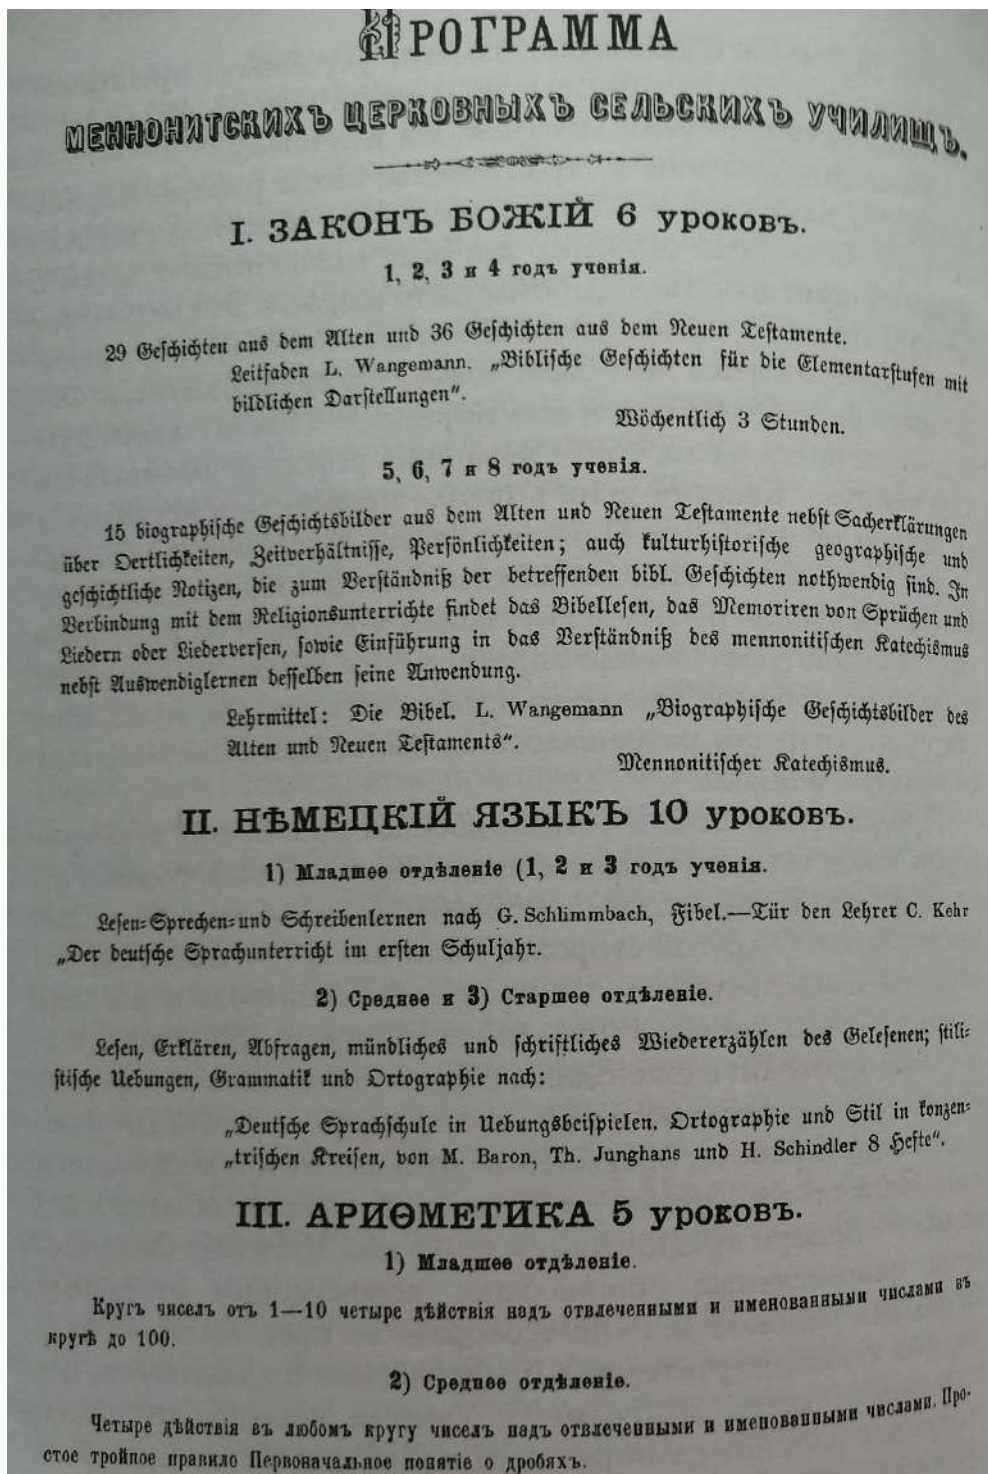 ПРОГРАММА
МЕННОНИТСКИХЪ ЦЕРКОВНЫХЪ СЕЛЬСКИХЪ УЧИЛИЩЪ.
I. ЗАКОНЪ БОЖІЙ 6 уроковъ.
1, 2, 3 и 4 годъ ученія.
29 Geſchichten aus dem Alten und 36 Geſchichten aus dem Neuen Teſtamente.
Leitfaden L. Wangemann. „Bibliſche Geſchichten für die Elementarſtufen mit
bildlichen Darſtellungen“.
Wöchentlich 3 Stunden.
5, 6, 7 и 8 годъ ученія.
15 biographiſche Geſchichtsbilder aus dem Alten und Neuen Teſtamente nebſt Sacherklärungen
über Oertlichkeiten, Zeitverhältniſſe, Perſönlichkeiten; auch kulturhiſtoriſche geographiſche und
geſchichtliche Notizen, die zum Verſtändniß der betreffenden bibl. Geſchichten nothwendig ſind. In
Verbindung mit dem Religionsunterrichte findet das Bibelleſen, das Memoriren von Sprüchen und
Liedern oder Liederverſen, ſowie Einführung in das Verſtändniß des mennonitiſchen Katechismus
nebſt Auswendiglernen deſſelben ſeine Anwendung.
Lehrmittel: Die Bibel. L. Wangemann „Biographiſche Geſchichtsbilder des
Alten und Neuen Teſtaments“.
Mennonitiſcher Katechismus.
II. НѢМЕЦКІЙ ЯЗЫКЪ 10 уроковъ.
1) Младшее отдѣленіе (1, 2 и 3 годъ ученія.
Leſen-Sprechen-und Schreibenlernen nach G. Schlimmbach, Fibel.—Für den Lehrer C. Kehr
„Der deutſche Sprachunterricht im erſten Schuljahr.
2) Среднее и 3) Старшее отдѣленіе.
Leſen, Erklären, Abfragen, mündliches und ſchriftliches Wiedererzählen des Geleſenen; ſtili-
ſtiſche Uebungen, Grammatik und Ortographie nach:
„Deutſche Sprachſchule in Uebungsbeiſpielen. Ortographie und Stil in konzen-
„triſchen Kreiſen, von M. Baron, Th. Junghans und H. Schindler 8 Hefte“.
III. АРИѲМЕТИКА 5 уроковъ.
1) Младшее отдѣленіе.
Кругъ чиселъ отъ 1—10 четыре дѣйствія надъ отвлеченными и именованными числами въ
кругѣ до 100.
2) Среднее отдѣленіе.
Четыре дѣйствія въ любомъ кругу чиселъ надъ отвлеченными и именованными числами. Про-
стое тройное правило Первоначальное понятіе о дробяхъ.